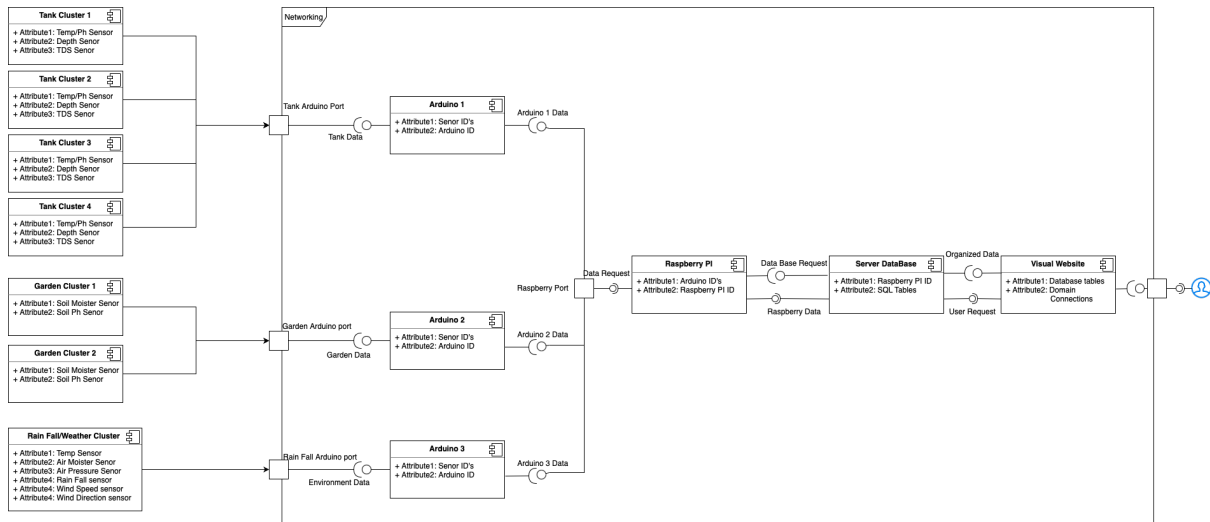 Tank Cluster 1
+ Attribute1: Temp/Ph Sensor
+ Attribute2: Depth Senor
+ Attribute3: TDS Senor
Tank Cluster 2
+ Attribute1: Temp/Ph Sensor
+ Attribute2: Depth Senor
+ Attribute3: TDS Senor
Tank Cluster 3
+ Attribute1: Temp/Ph Sensor
+ Attribute2: Depth Senor
+ Attribute3: TDS Senor
Tank Cluster 4
+ Attribute1: Temp/Ph Sensor
+ Attribute2: Depth Senor
+ Attribute3: TDS Senor
Garden Cluster 1
+ Attribute1: Soil Moister Senor
+ Attribute2: Soil Ph Senor
Garden Cluster 2
+ Attribute1: Soil Moister Senor
+ Attribute2: Soil Ph Senor
Rain Fall/Weather Cluster
+ Attribute1: Temp Sensor
+ Attribute2: Air Moister Senor
+ Attribute3: Air Pressure Senor
+ Attribute4: Rain Fall sensor
+ Attribute4: Wind Speed sensor
+ Attribute4: Wind Direction sensor
Networking
Tank Arduino Port
Tank Data
Arduino 1
+ Attribute1: Senor ID's
+ Attribute2: Arduino ID
Arduino 1 Data
Garden Arduino port
Garden Data
Arduino 2
+ Attribute1: Senor ID's
+ Attribute2: Arduino ID
Arduino 2 Data
Rain Fall Arduino port
Environment Data
Arduino 3
+ Attribute1: Senor ID's
+ Attribute2: Arduino ID
Arduino 3 Data
Raspberry Port
Data Request
Raspberry PI
+ Attribute1: Arduino ID's
+ Attribute2: Raspberry PI ID
Data Base Request
Raspberry Data
Server DataBase
+ Attribute1: Raspberry PI ID
+ Attribute2: SQL Tables
Organized Data
User Request
Visual Website
+ Attribute1: Database tables
+ Attribute2: Domain
Connections